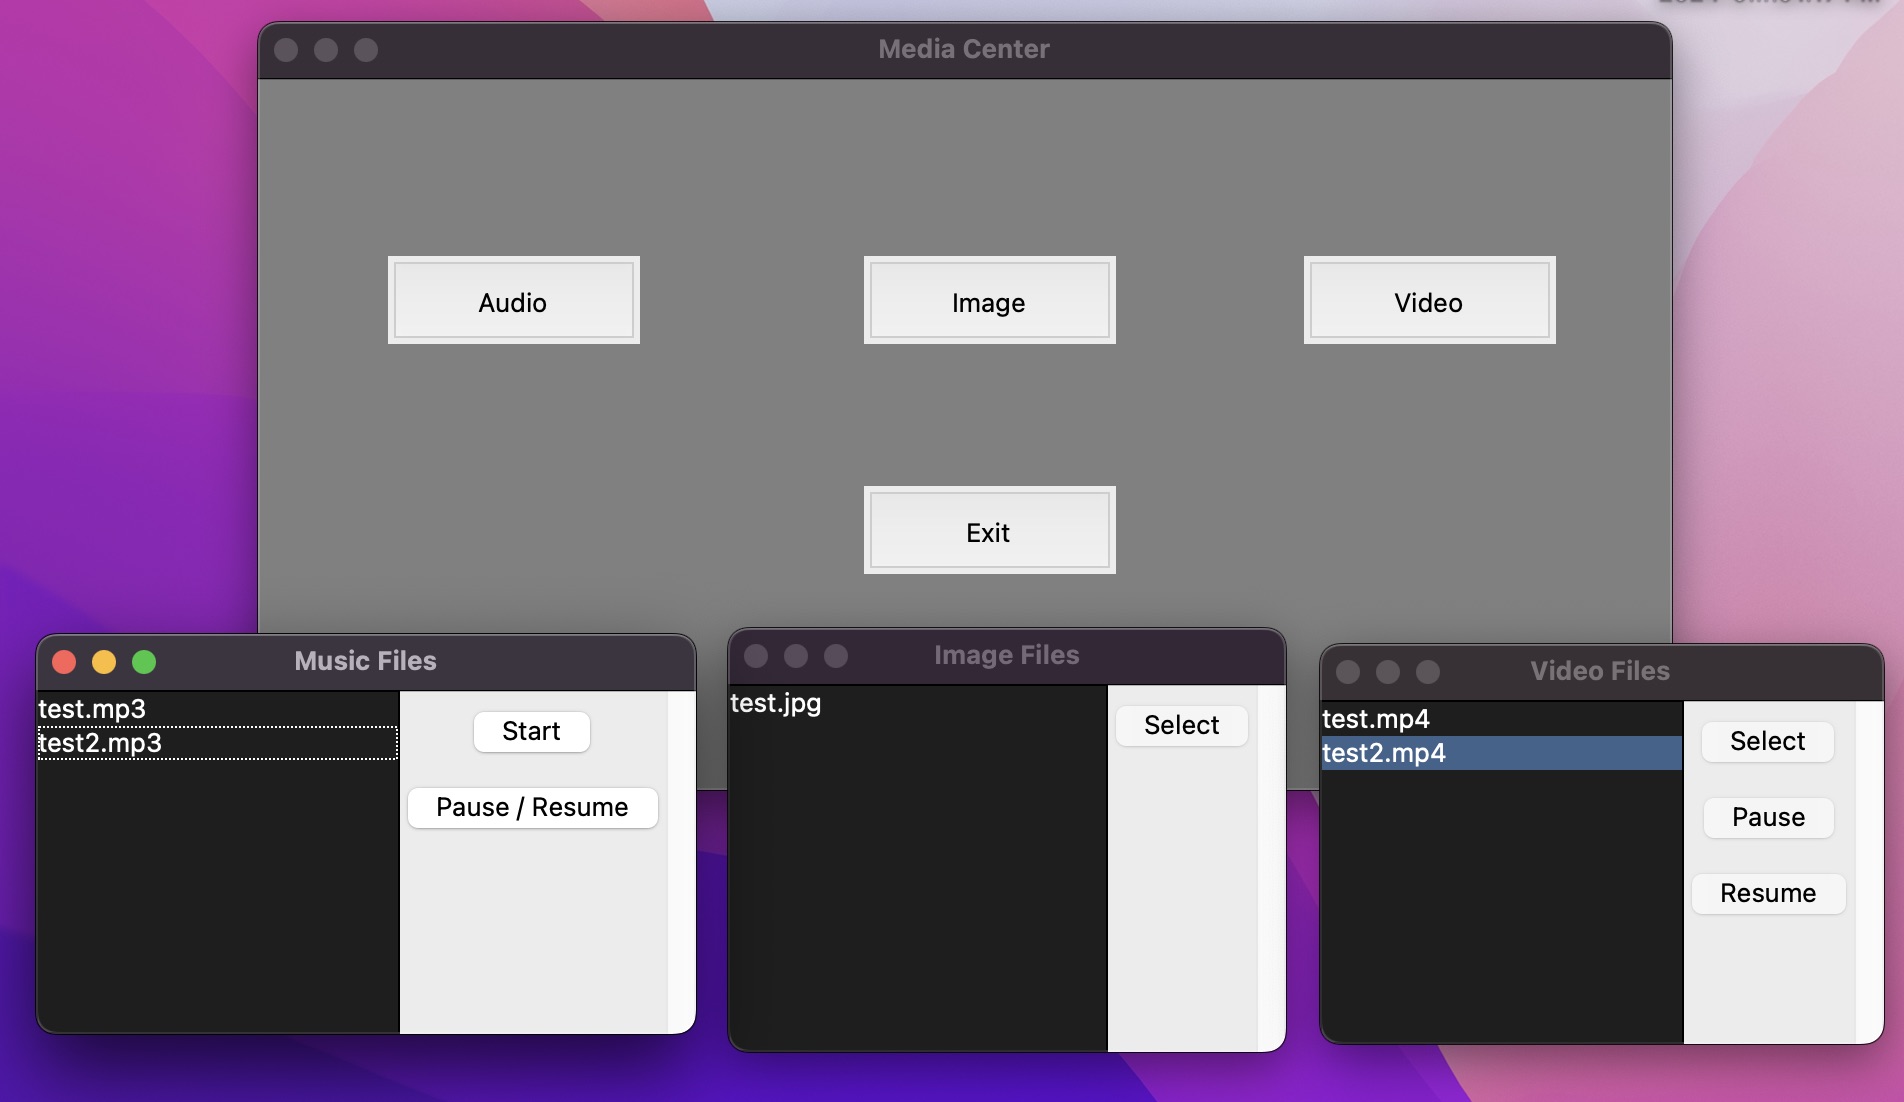 Media Center
Audio
Image
Video
Exit
Music Files
test.mp3
test2.mp3
Start
Pause / Resume
Image Files
test.jpg
Select
Video Files
test.mp4
test2.mp4
Select
Pause
Resume